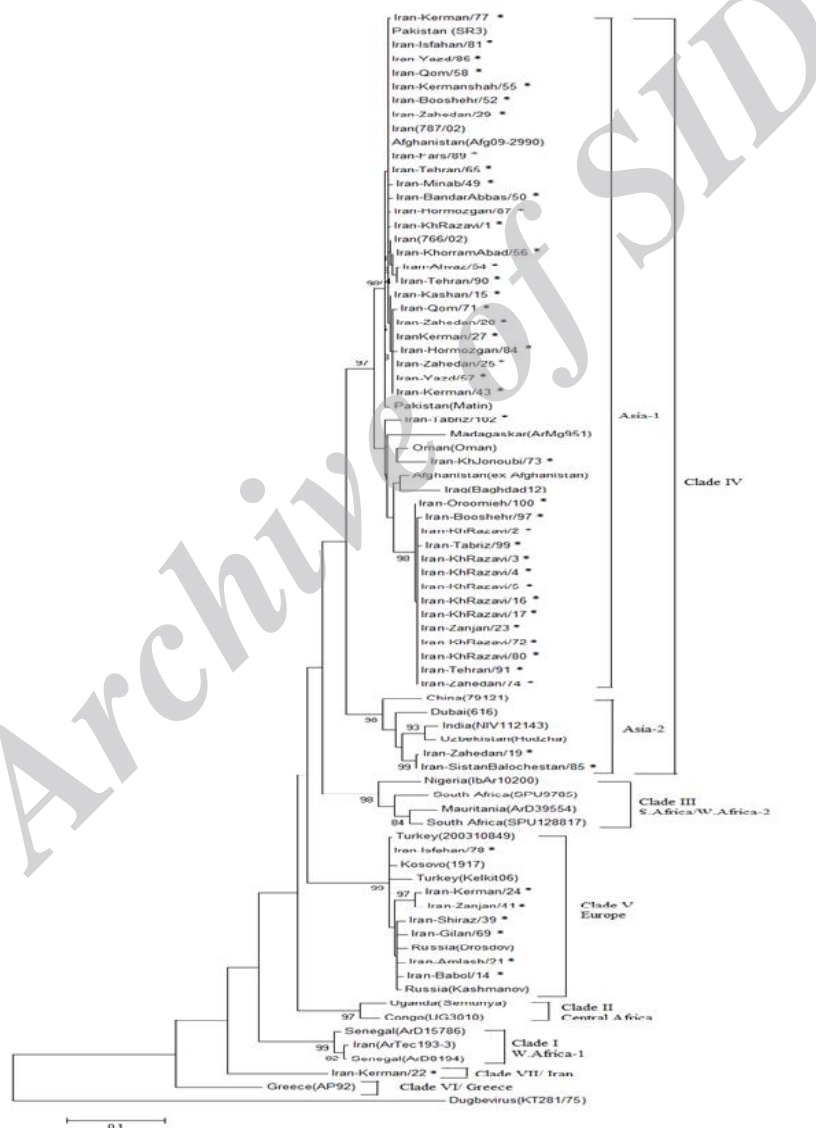 Iran-Kerman/77 *
Pakistan (SR3)
Iran-Isfahan/81 *
Iran-Yazd/86 *
Iran-Qom/58 *
Iran-Kermanshah/55 *
Iran-Booshehr/52 *
Iran-Zahedan/29 *
Iran(787/02)
Afghanistan(Afg09-2990)
Iran-Fars/89 *
Iran-Tehran/65 *
Iran-Minab/49 *
Iran-BandarAbbas/50 *
Iran-Hormozgan/87 *
Iran-KhRazavi/1 *
Iran(766/02)
Iran-KhorramAbad/56 *
Iran-Ahvaz/54 *
Iran-Tehran/90 *
Iran-Kashan/15 *
Iran-Qom/71 *
Iran-Zahedan/20 *
IranKerman/27 *
Iran-Hormozgan/84 *
Iran-Zahedan/25 *
Iran-Yazd/57 *
Iran-Kerman/43 *
Pakistan(Matin)
Iran-Tabriz/102 *
Madagaskar(ArMg951)
Oman(Oman)
Iran-KhJonoubi/73 *
Afghanistan(ex Afghanistan)
Iraq(Baghdad12)
Iran-Oroomieh/100 *
Iran-Booshehr/97 *
Iran-KhRazavi/2 *
Iran-Tabriz/99 *
Iran-KhRazavi/3 *
Iran-KhRazavi/4 *
Iran-KhRazavi/5 *
Iran-KhRazavi/16 *
Iran-KhRazavi/17 *
Iran-Zanjan/23 *
Iran-KhRazavi/72 *
Iran-KhRazavi/80 *
Iran-Tehran/91 *
Iran-Zahedan/74 *
Asia-1
China(79121)
Dubai(616)
India(NIV112143)
Uzbekistan(Hodzha)
Iran-Zahedan/19 *
Iran-SistanBalochestan/85 *
Asia-2
Clade IV
Nigeria(IbAr10200)
South Africa(SPU9785)
Mauritania(ArD39554)
South Africa(SPU128817)
Clade III
S.Africa/W.Africa-2
Turkey(200310849)
Iran-Isfahan/78 *
Kosovo(1917)
Turkey(Kelkit06)
Iran-Kerman/24 *
Iran-Zanjan/41 *
Iran-Shiraz/39 *
Iran-Gilan/69 *
Russia(Drosdov)
Iran-Amlash/21 *
Iran-Babol/14 *
Russia(Kashmanov)
Clade V
Europe
Uganda(Semunya)
Congo(UG3010)
Clade II
Central Africa
Senegal(ArD15786)
Iran(ArTec193-3)
Senegal(ArD8194)
Clade I
W.Africa-1
Iran-Kerman/22 *
Clade VII/ Iran
Greece(AP92)
Clade VI/ Greece
Dugbevirus(KT281/75)
97
98
98
93
99
98
84
99
97
97
99
82
0.1
Archive of SID